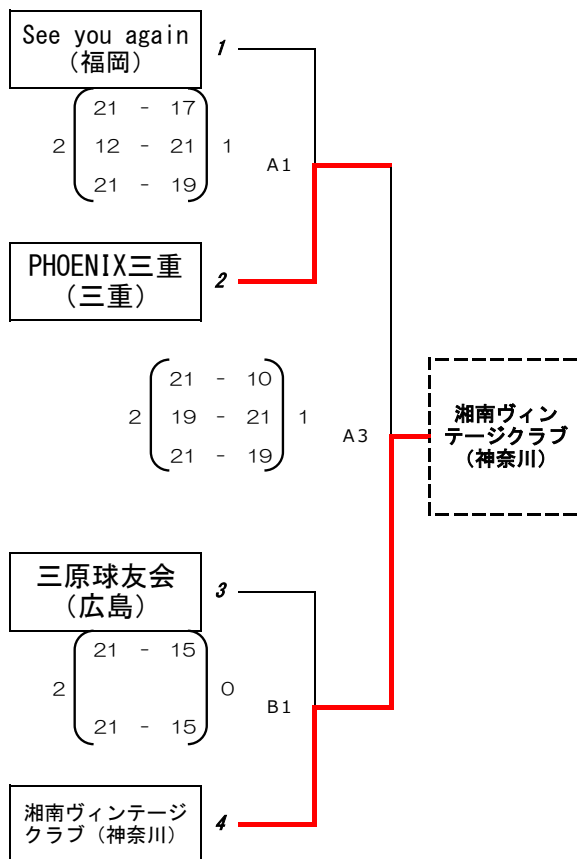 See you again
(福岡)
1
21 - 17
2 12 - 21 1
21 - 19
A1
PHOENIX三重
(三重)
2
21 - 10
2 19 - 21 1
21 - 19
A3
湘南ヴィン
テージクラブ
(神奈川)
三原球友会
(広島)
3
21 - 15
2 0
21 - 15
B1
湘南ヴィンテージ
クラブ(神奈川)
4